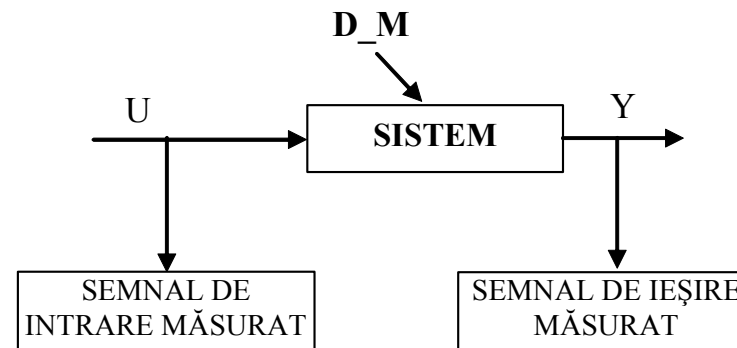 D_M
U
Y
SISTEM
SEMNAL DE
INTRARE MĂSURAT
SEMNAL DE IEŞIRE
MĂSURAT